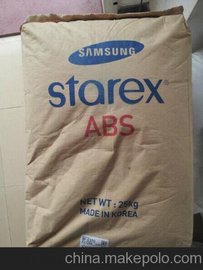 SAMSUNG
starex
ABS
NET WT : 25kg
MADE IN KOREA
china.makepolo.com